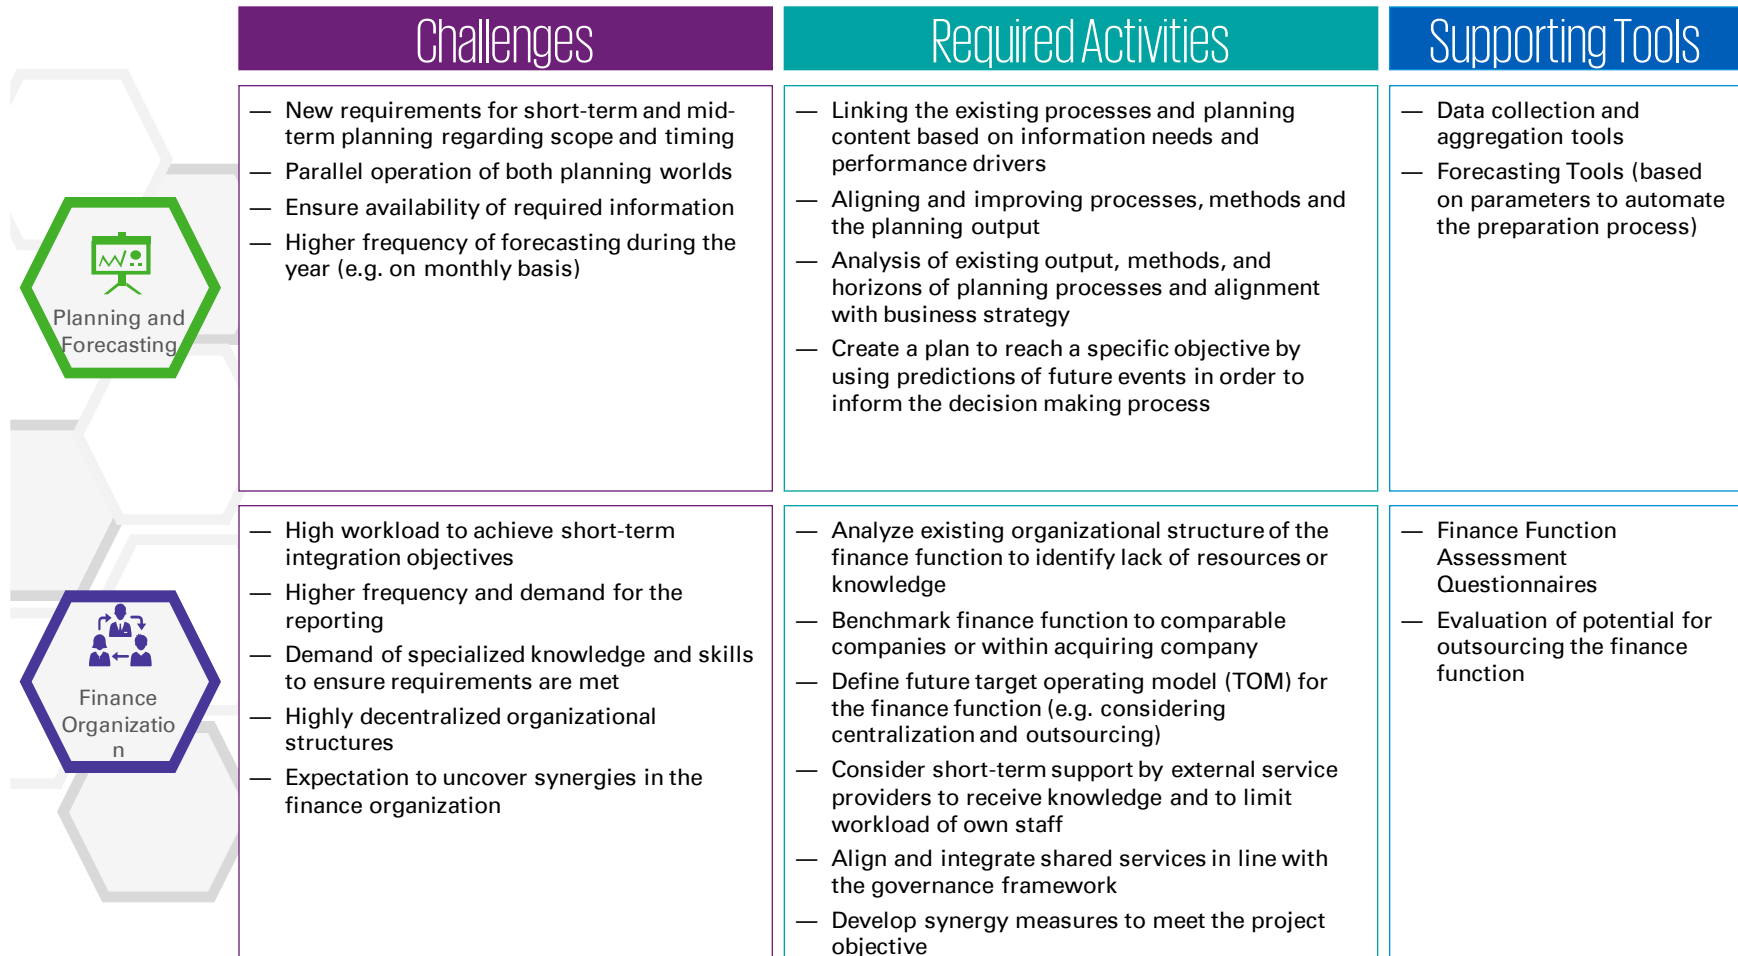 Challenges
Required Activities
Supporting Tools
Planning and
Forecasting
— New requirements for short-term and mid-
term planning regarding scope and timing
— Parallel operation of both planning worlds
— Ensure availability of required information
— Higher frequency of forecasting during the
year (e.g. on monthly basis)
— Linking the existing processes and planning
content based on information needs and
performance drivers
— Aligning and improving processes, methods and
the planning output
— Analysis of existing output, methods, and
horizons of planning processes and alignment
with business strategy
— Create a plan to reach a specific objective by
using predictions of future events in order to
inform the decision making process
— Data collection and
aggregation tools
— Forecasting Tools (based
on parameters to automate
the preparation process)
Finance
Organizatio
n
— High workload to achieve short-term
integration objectives
— Higher frequency and demand for the
reporting
— Demand of specialized knowledge and skills
to ensure requirements are met
— Highly decentralized organizational
structures
— Expectation to uncover synergies in the
finance organization
— Analyze existing organizational structure of the
finance function to identify lack of resources or
knowledge
— Benchmark finance function to comparable
companies or within acquiring company
— Define future target operating model (TOM) for
the finance function (e.g. considering
centralization and outsourcing)
— Consider short-term support by external service
providers to receive knowledge and to limit
workload of own staff
— Align and integrate shared services in line with
the governance framework
— Develop synergy measures to meet the project
objective
— Finance Function
Assessment
Questionnaires
— Evaluation of potential for
outsourcing the finance
function